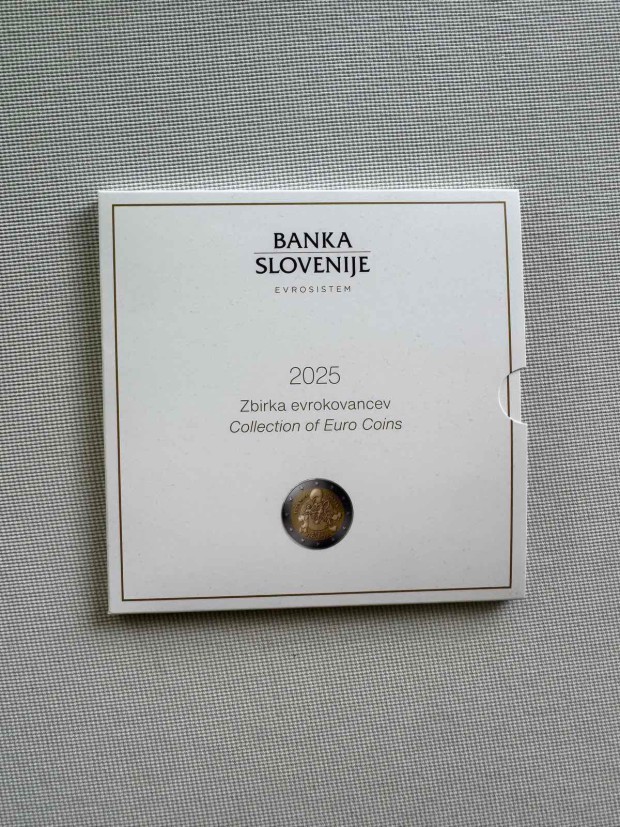 BANKA
SLOVENIJE
EVROSISTEM
2025
Zbirka evrokovancev
Collection of Euro Coins